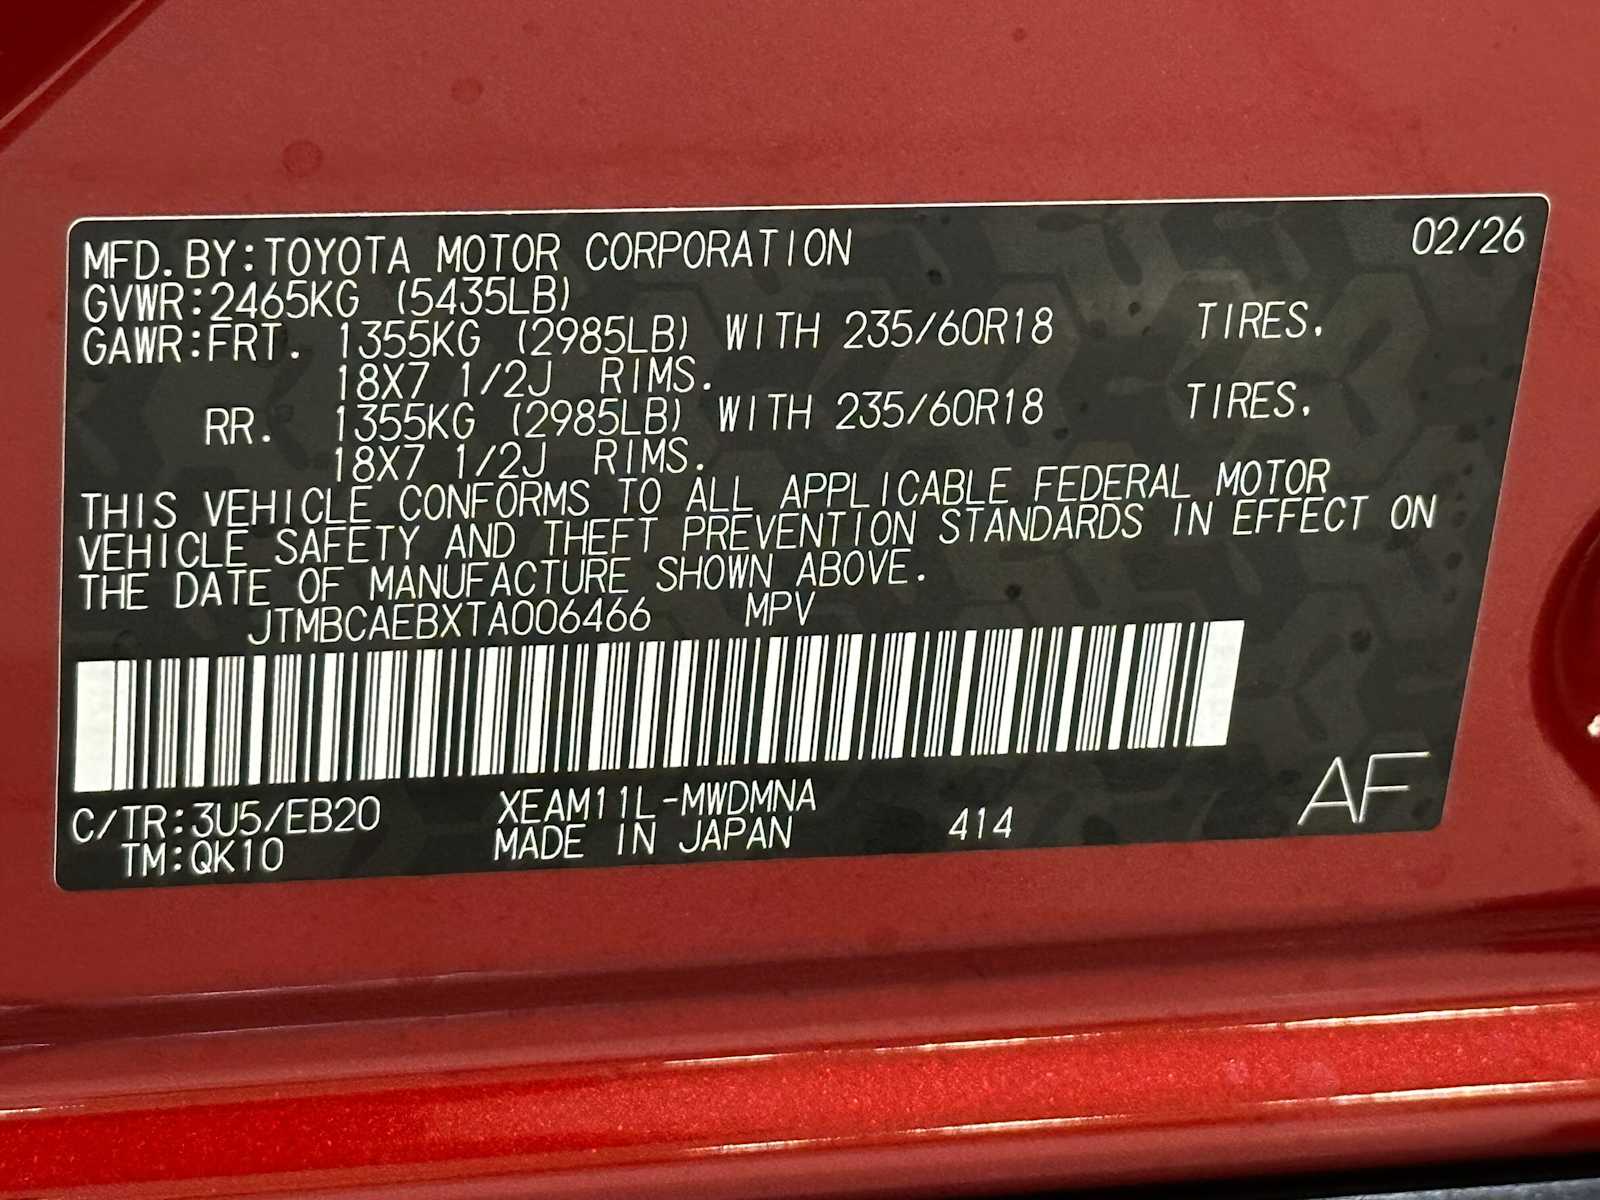 MFD.BY:TOYOTA MOTOR CORPORATION 02/26
GVWR:2465KG (5435LB)
GAWR:FRT. 1355KG (2985LB) WITH 235/60R18 TIRES.
18X7 1/2J RIMS.
RR. 1355KG (2985LB) WITH 235/60R18 TIRES.
18X7 1/2J RIMS.
THIS VEHICLE CONFORMS TO ALL APPLICABLE FEDERAL MOTOR
VEHICLE SAFETY AND THEFT PREVENTION STANDARDS IN EFFECT ON
THE DATE OF MANUFACTURE SHOWN ABOVE.
JTMBCAEBXTA006466 MPV
C/TR:3U5/EB20 XEAM11L-MWDMNA
TM:QK10 MADE IN JAPAN 414 AF